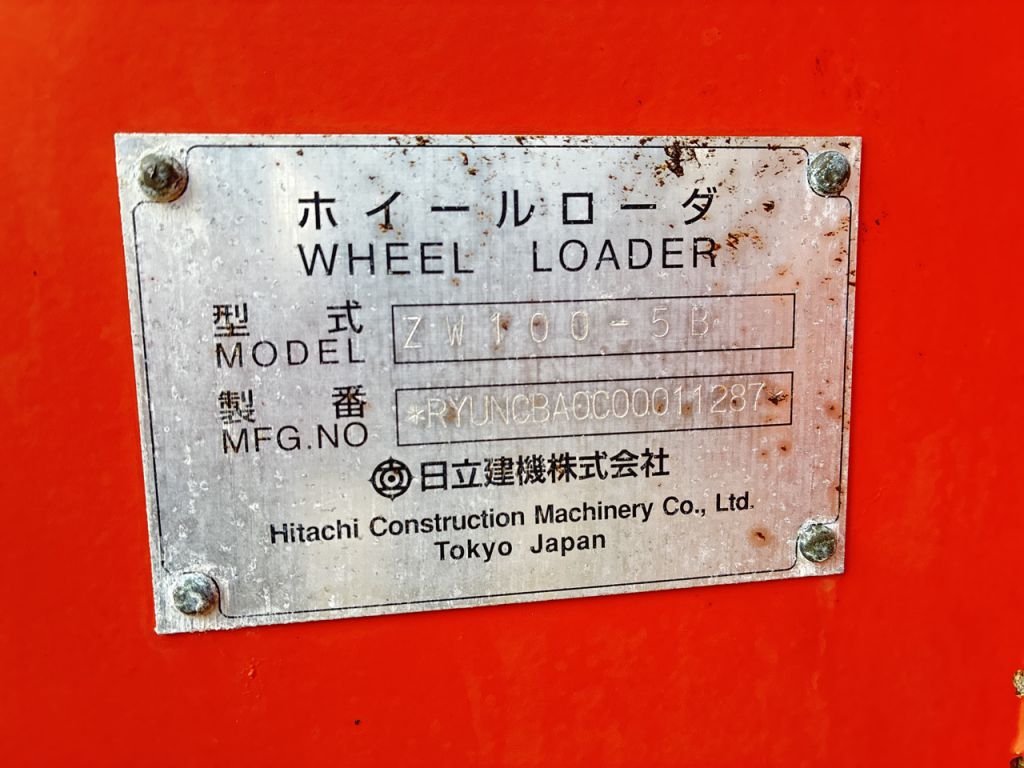 ホイールローダ
WHEEL LOADER
型式 ZW100-5B
MODEL
製番 *RYUNCBA0C00011287*
MFG.NO
日立建機株式会社
Hitachi Construction Machinery Co., Ltd.
Tokyo Japan